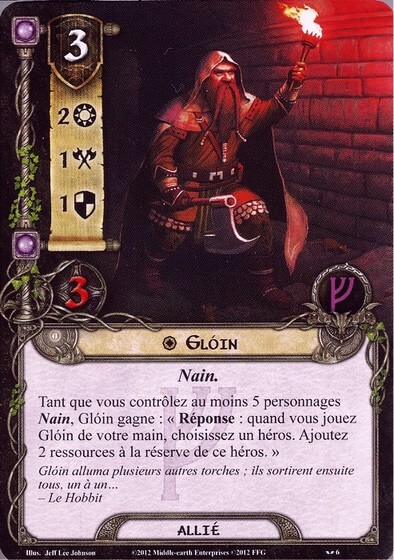 3
2
1
1
3
Glóin
Nain.
Tant que vous contrôlez au moins 5 personnages
Nain, Glóin gagne : « Réponse : quand vous jouez
Glóin de votre main, choisissez un héros. Ajoutez
2 ressources à la réserve de ce héros. »
Glóin alluma plusieurs autres torches ; ils sortirent ensuite
tous, un à un…
– Le Hobbit
ALLIÉ
Illus. Jeff Lee Johnson
©2012 Middle-earth Enterprises ©2012 FFG
6